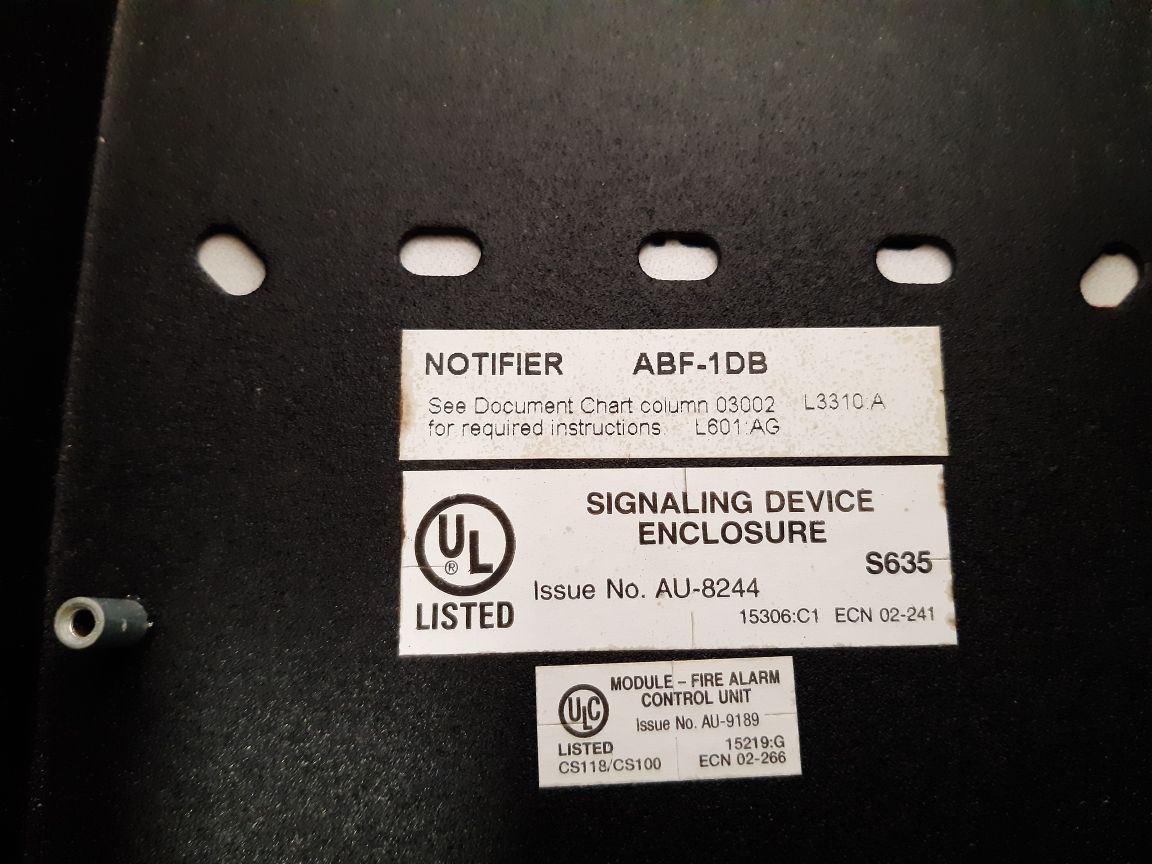 NOTIFIER ABF-1DB
See Document Chart column 03002 L3310:A
for required instructions. L601:AG
UL
®
LISTED
SIGNALING DEVICE
ENCLOSURE
S635
Issue No. AU-8244
15306:C1 ECN 02-241
ULC
LISTED
CS118/CS100
MODULE – FIRE ALARM
CONTROL UNIT
Issue No. AU-9189
15219:G
ECN 02-266